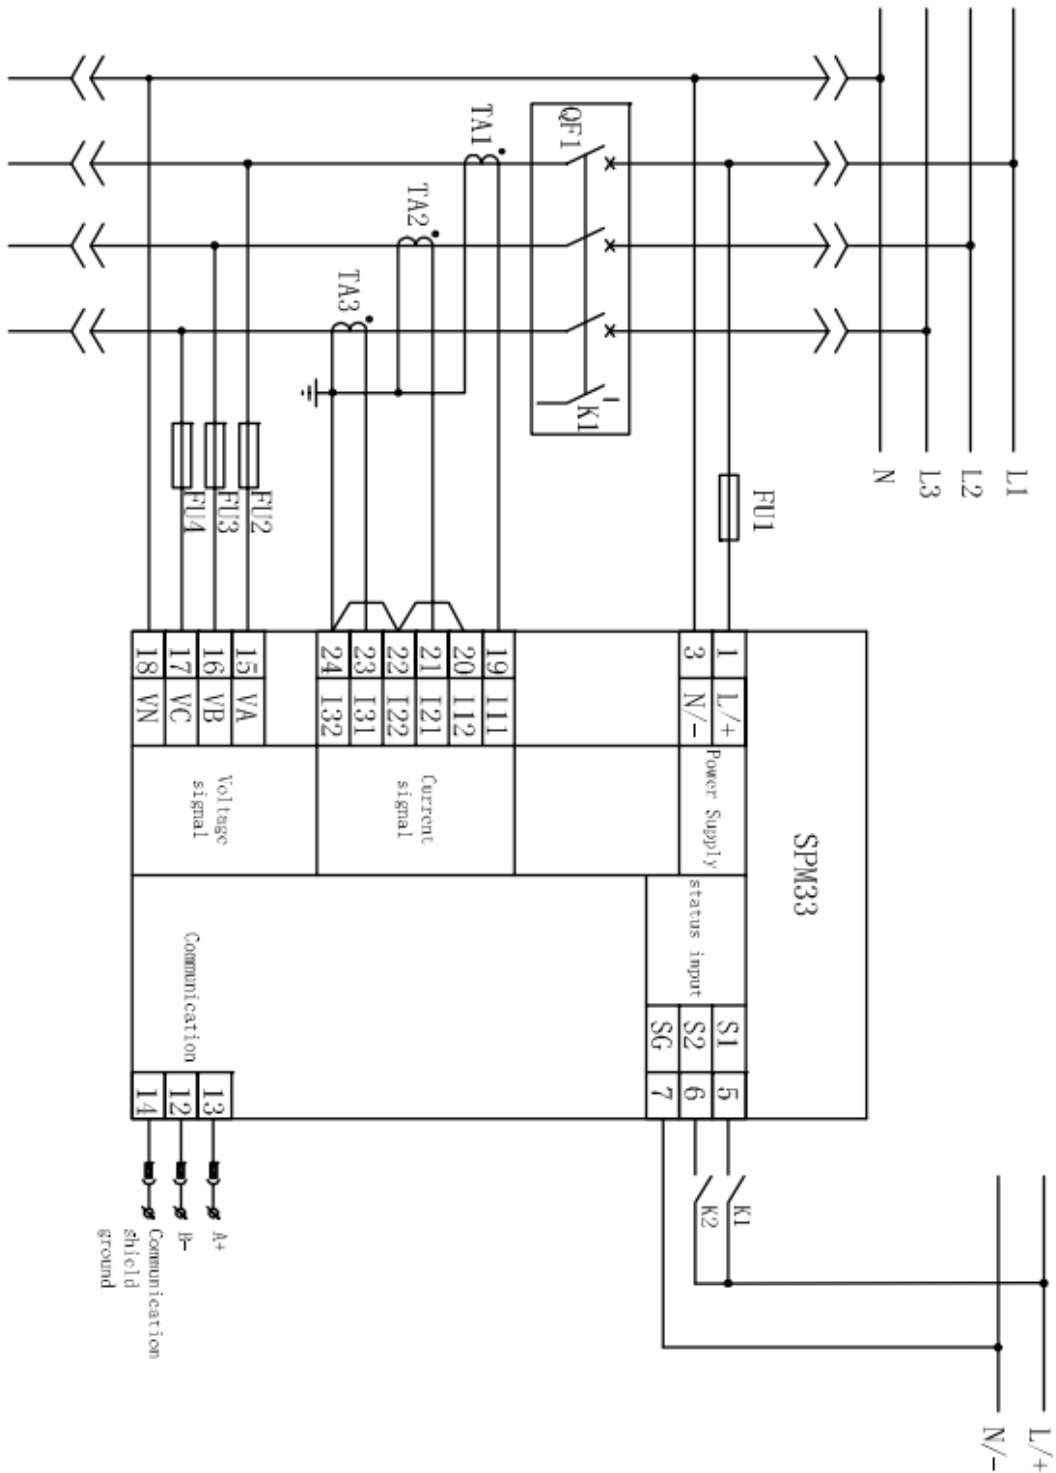 L1
L2
L3
N
QF1
K1
TA1
TA2
TA3
FU1
FU2
FU3
FU4
1 L/+
3 N/-
Power Supply
19 I11
20 I12
21 I21
22 I22
23 I31
24 I32
Current
signal
15 VA
16 VB
17 VC
18 VN
Voltage
signal
SPM33
status input
S1 5
S2 6
SG 7
Communication
13
12
14
A+
B-
Communication
shield
ground
K1
K2
L/+
N/-